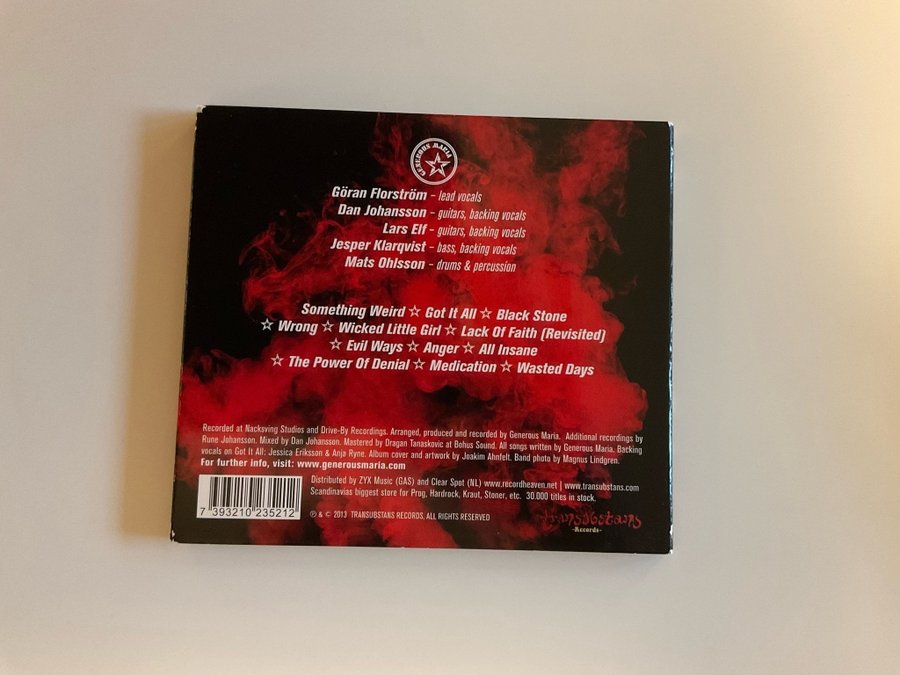 GENEROUS MARIA
Göran Florström – lead vocals
Dan Johansson – guitars, backing vocals
Lars Elf – guitars, backing vocals
Jesper Klarqvist – bass, backing vocals
Mats Ohlsson – drums & percussion
Something Weird ☆ Got It All ☆ Black Stone
☆ Wrong ☆ Wicked Little Girl ☆ Lack Of Faith (Revisited)
☆ Evil Ways ☆ Anger ☆ All Insane
☆ The Power Of Denial ☆ Medication ☆ Wasted Days
Recorded at Nacksving Studios and Drive-By Recordings. Arranged, produced and recorded by Generous Maria. Additional recordings by
Rune Johansson. Mixed by Dan Johansson. Mastered by Dragan Tanaskovic at Bohus Sound. All songs written by Generous Maria. Backing
vocals on Got It All: Jessica Eriksson & Anja Ryne. Album cover and artwork by Joakim Ahnfelt. Band photo by Magnus Lindgren.
For further info, visit: www.generousmaria.com
Distributed by ZYX Music (GAS) and Clear Spot (NL) | www.recordheaven.net | www.transubstans.com
Scandinavias biggest store for Prog, Hardrock, Kraut, Stoner, etc. 30.000 titles in stock.
7 393210 235212
℗ & © 2013 TRANSUBSTANS RECORDS, ALL RIGHTS RESERVED
Transubstans
-Records-